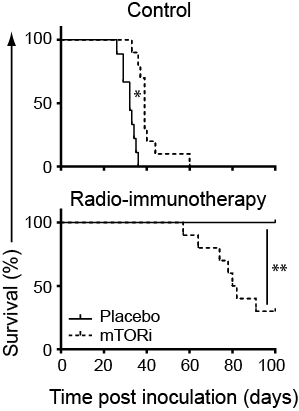 Control
100
50
*
0
Radio-immunotherapy
100
50
**
Placebo
mTORi
0
0 20 40 60 80 100
Time post inoculation (days)
Survival (%)